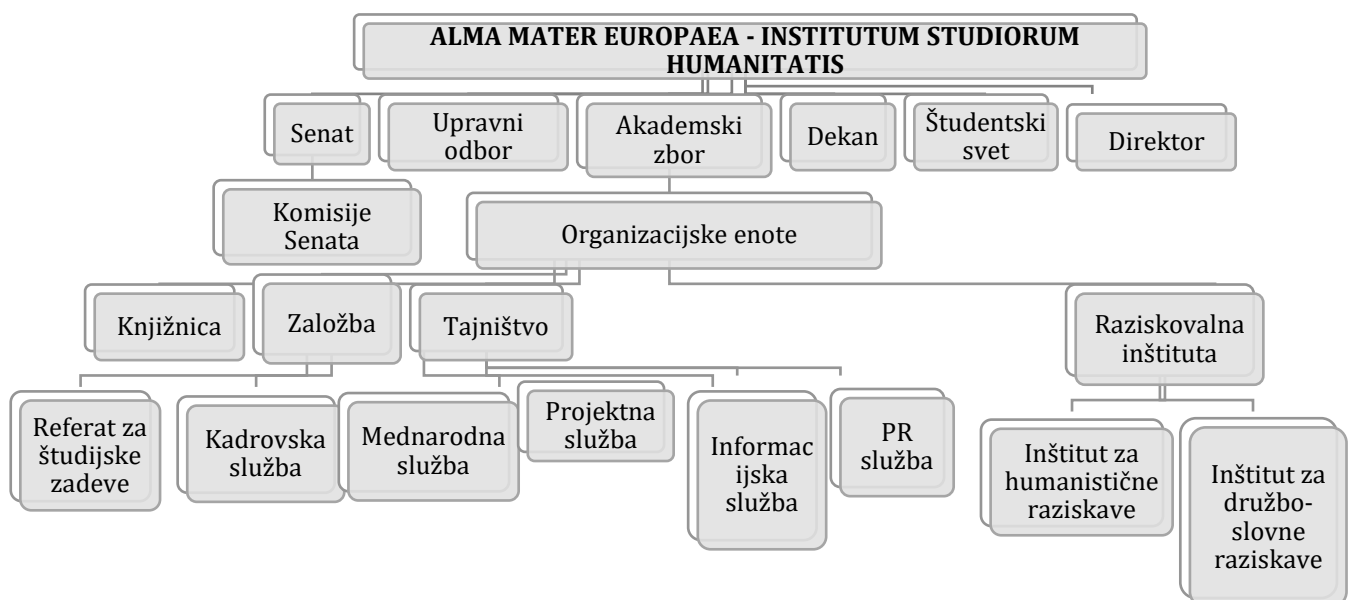 ALMA MATER EUROPAEA - INSTITUTUM STUDIORUM
HUMANITATIS
Senat
Upravni
odbor
Akademski
zbor
Dekan
Študentski
svet
Direktor
Komisije
Senata
Organizacijske enote
Knjižnica
Založba
Tajništvo
Raziskovalna
inštituta
Referat za
študijske
zadeve
Kadrovska
služba
Mednarodna
služba
Projektna
služba
Informac
ijska
služba
PR
služba
Inštitut za
humanistične
raziskave
Inštitut za
družbo-
slovne
raziskave